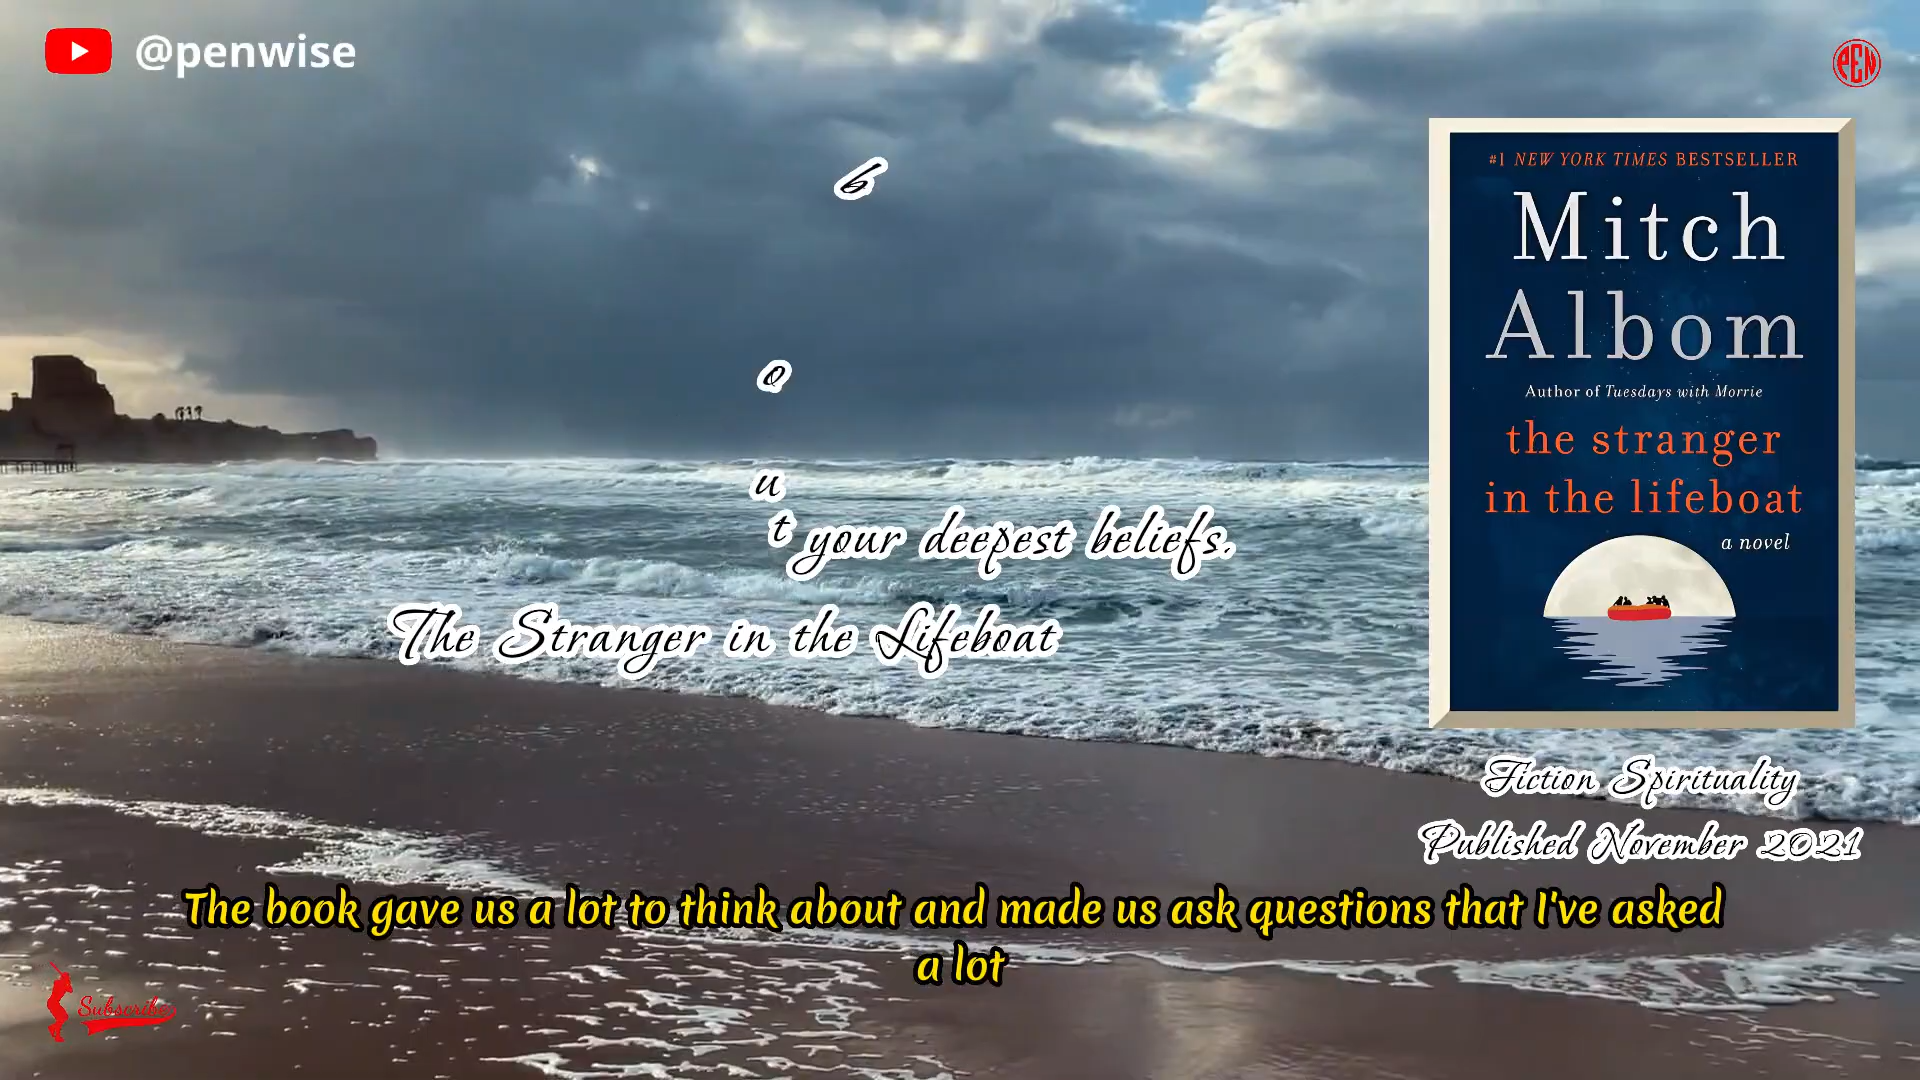 @penwise
PEN
#1 NEW YORK TIMES BESTSELLER
Mitch
Albom
Author of Tuesdays with Morrie
the stranger
in the lifeboat
a novel
b
o
u
t your deepest beliefs.
The Stranger in the Lifeboat
Fiction Spirituality
Published November 2021
The book gave us a lot to think about and made us ask questions that I've asked
a lot
Subscribe